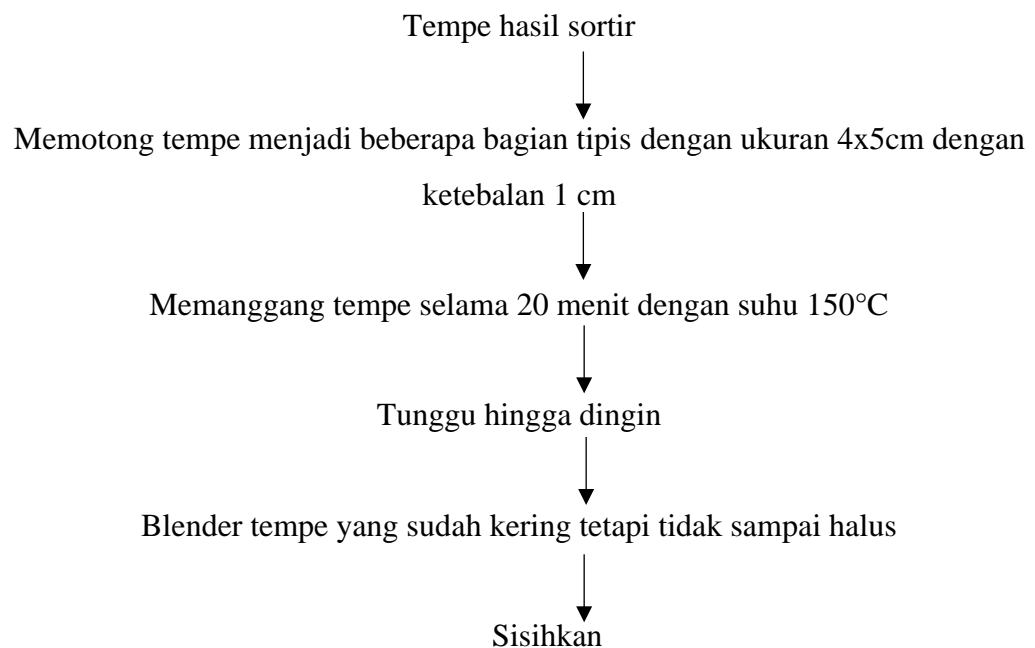 Tempe hasil sortir
Memotong tempe menjadi beberapa bagian tipis dengan ukuran 4x5cm dengan
ketebalan 1 cm
Memanggang tempe selama 20 menit dengan suhu 150°C
Tunggu hingga dingin
Blender tempe yang sudah kering tetapi tidak sampai halus
Sisihkan